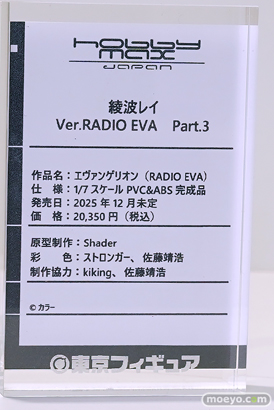 hobby
max
JAPAN
綾波レイ
Ver.RADIO EVA Part.3
作品名：エヴァンゲリオン（RADIO EVA）
仕　様：1/7 スケール PVC&ABS 完成品
発売日：2025 年 12 月未定
価　格：20,350 円（税込）
原型制作：Shader
彩　　色：ストロンガー、佐藤靖浩
制作協力：kiking、佐藤靖浩
©カラー
東京フィギュア
moeyo.com